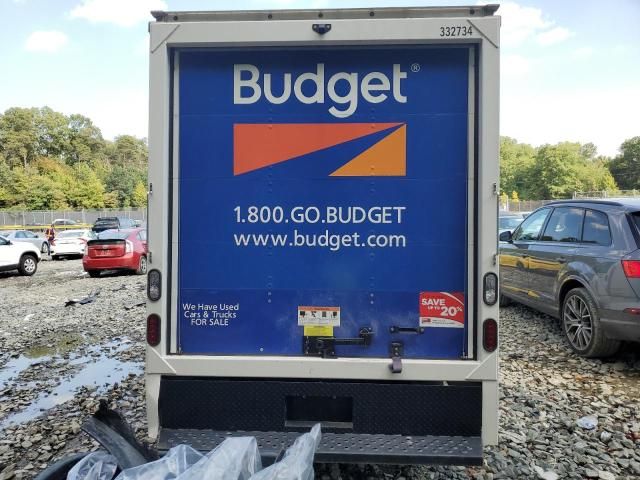 332734
Budget®
1.800.GO.BUDGET
www.budget.com
We Have Used
Cars & Trucks
FOR SALE
SAVE
UP TO 20%